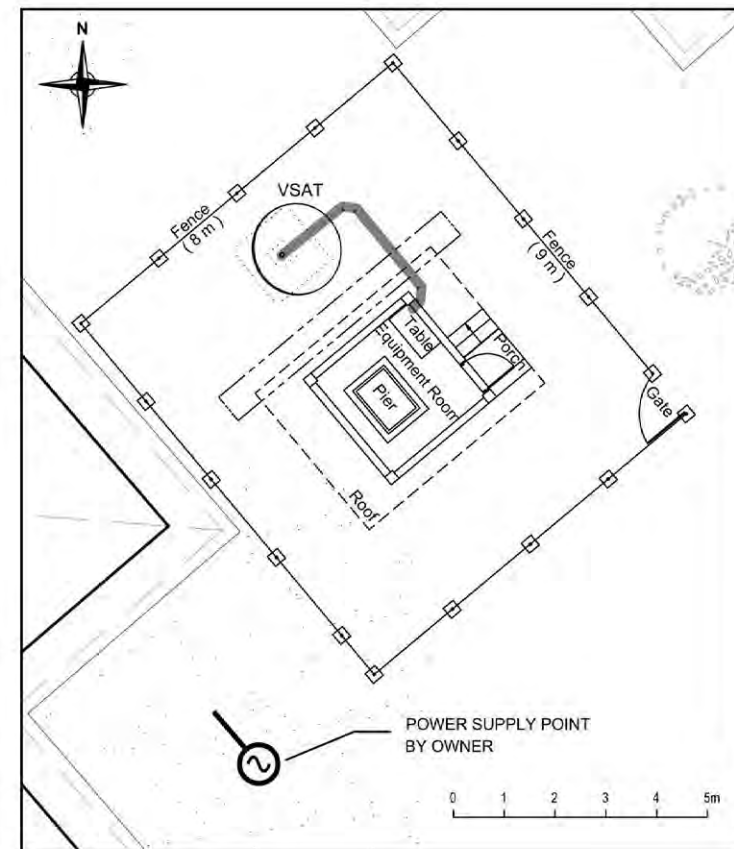 N
VSAT
Fence
( 8 m )
Fence
( 9 m )
Table
Equipment Room
Porch
Pier
Gate
Roof
POWER SUPPLY POINT
BY OWNER
0 1 2 3 4 5m